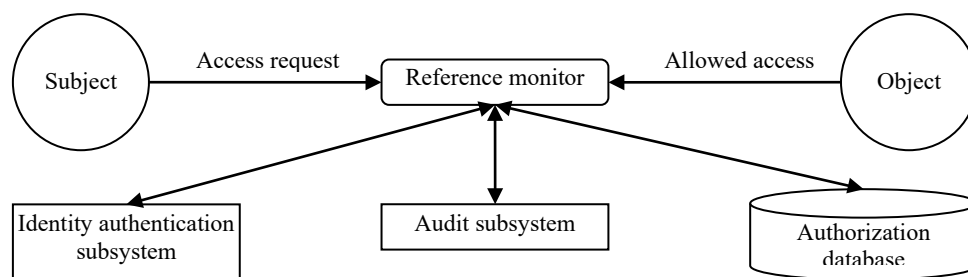 Subject
Access request
Reference monitor
Allowed access
Object
Identity authentication
subsystem
Audit subsystem
Authorization
database